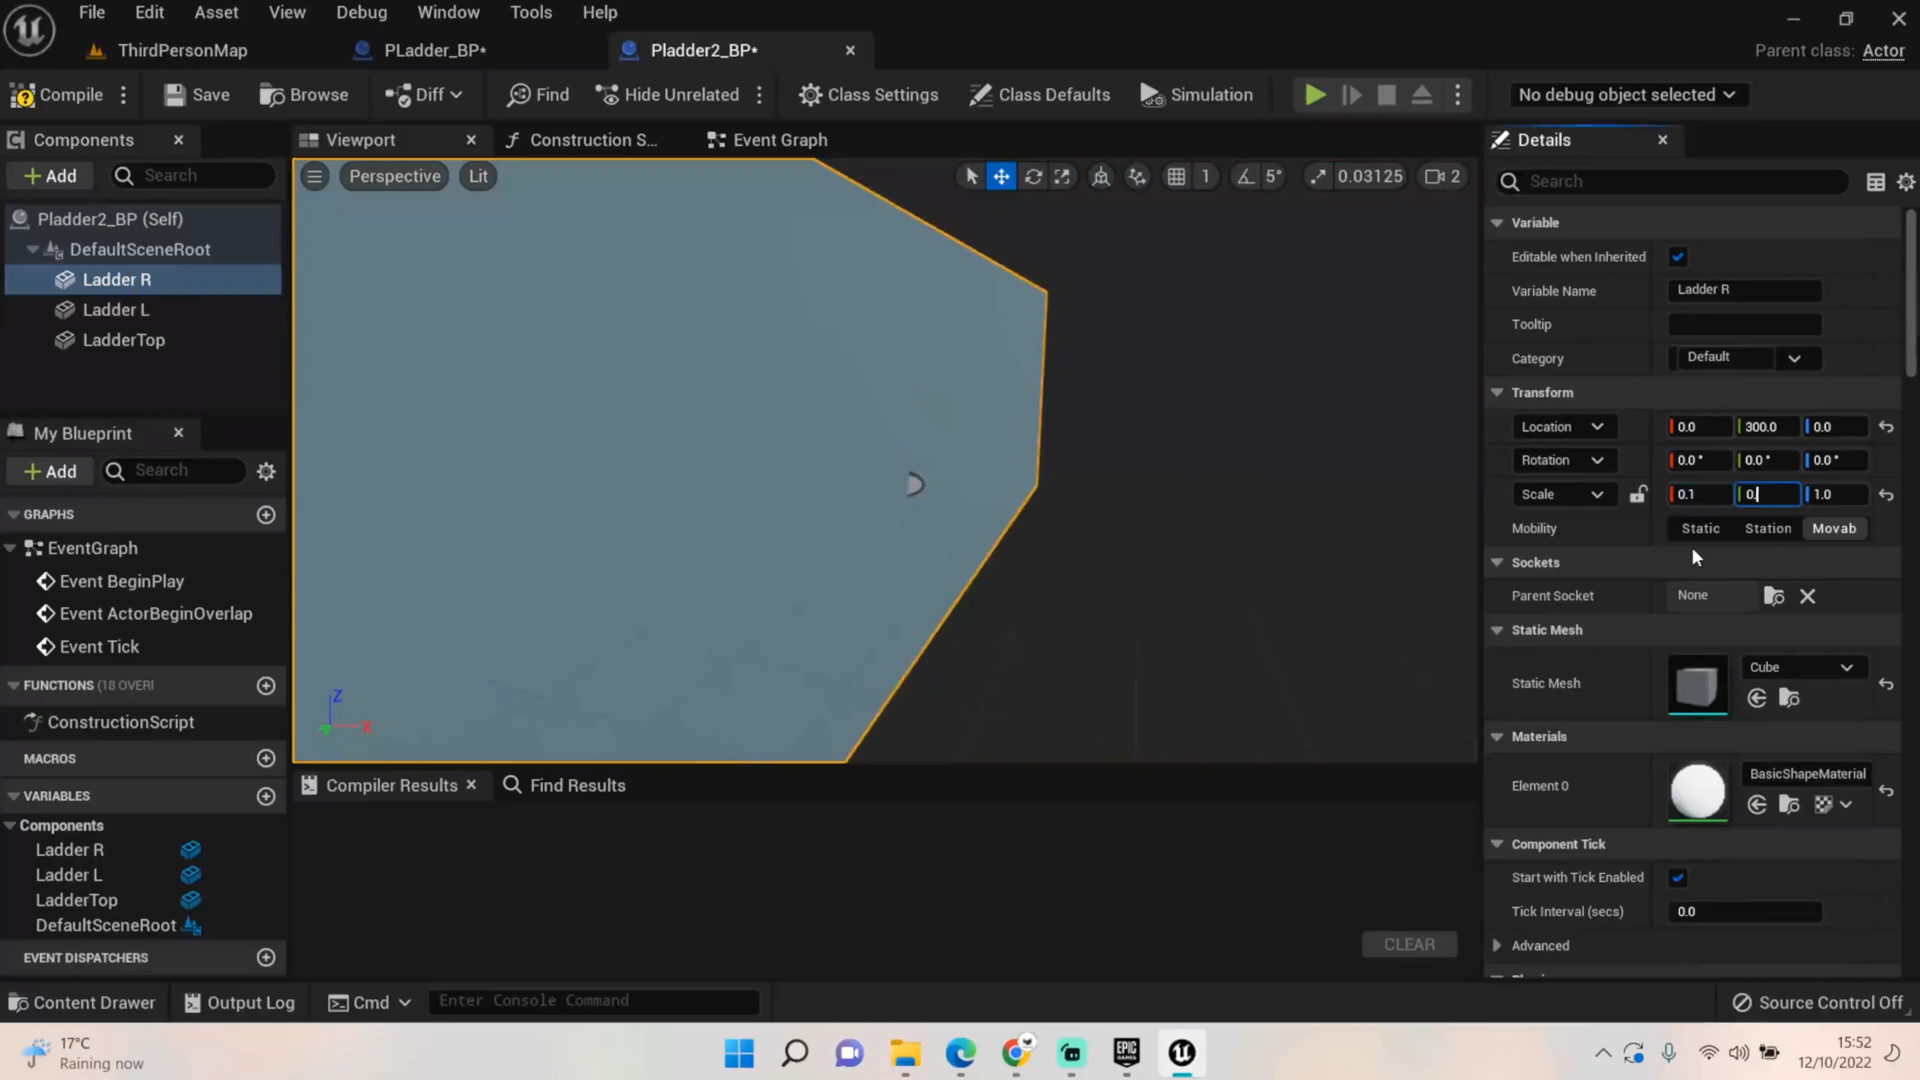 File Edit Asset View Debug Window Tools Help
ThirdPersonMap PLadder_BP* Pladder2_BP* Parent class: Actor
Compile Save Browse Diff Find Hide Unrelated Class Settings Class Defaults Simulation No debug object selected
Components Viewport Construction S... Event Graph Details
Add Search Perspective Lit 1 5° 0.03125 2 Search
Pladder2_BP (Self)
DefaultSceneRoot
Ladder R
Ladder L
LadderTop
My Blueprint
Add Search
GRAPHS
EventGraph
Event BeginPlay
Event ActorBeginOverlap
Event Tick
FUNCTIONS (18 OVERI
ConstructionScript
MACROS
VARIABLES
Components
Ladder R
Ladder L
LadderTop
DefaultSceneRoot
EVENT DISPATCHERS
Z
X
Y
Compiler Results Find Results
CLEAR
Variable
Editable when Inherited
Variable Name Ladder R
Tooltip
Category Default
Transform
Location 0.0 300.0 0.0
Rotation 0.0° 0.0° 0.0°
Scale 0.1 0. 1.0
Mobility Static Station Movab
Sockets
Parent Socket None
Static Mesh
Static Mesh Cube
Materials
Element 0 BasicShapeMaterial
Component Tick
Start with Tick Enabled
Tick Interval (secs) 0.0
Advanced
Content Drawer Output Log Cmd Enter Console Command Source Control Off
17°C
Raining now
EPIC
GAMES
15:52
12/10/2022